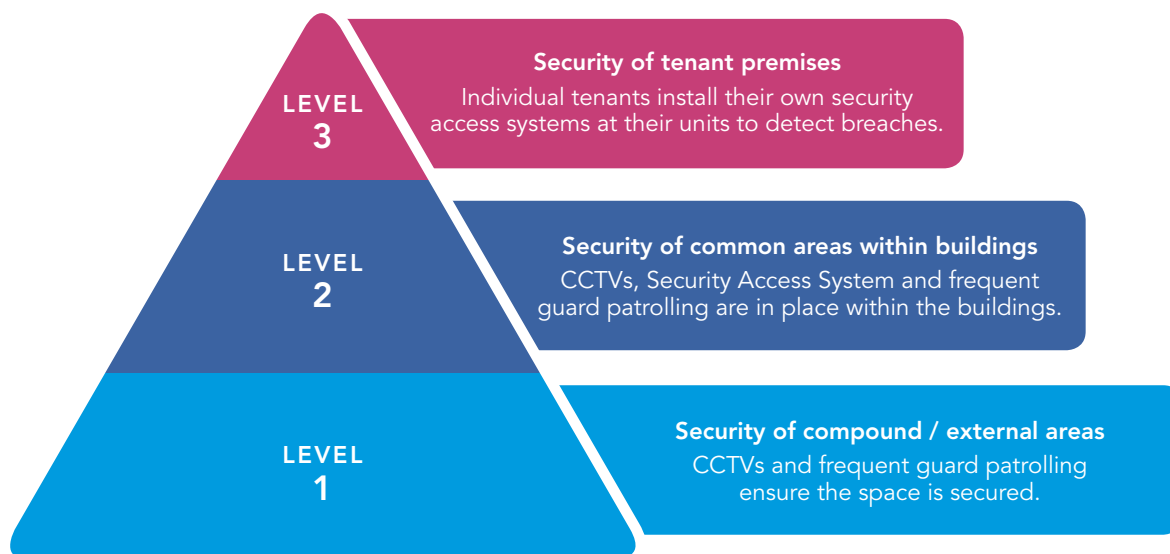 LEVEL
3
Security of tenant premises
Individual tenants install their own security
access systems at their units to detect breaches.
LEVEL
2
Security of common areas within buildings
CCTVs, Security Access System and frequent
guard patrolling are in place within the buildings.
LEVEL
1
Security of compound / external areas
CCTVs and frequent guard patrolling
ensure the space is secured.